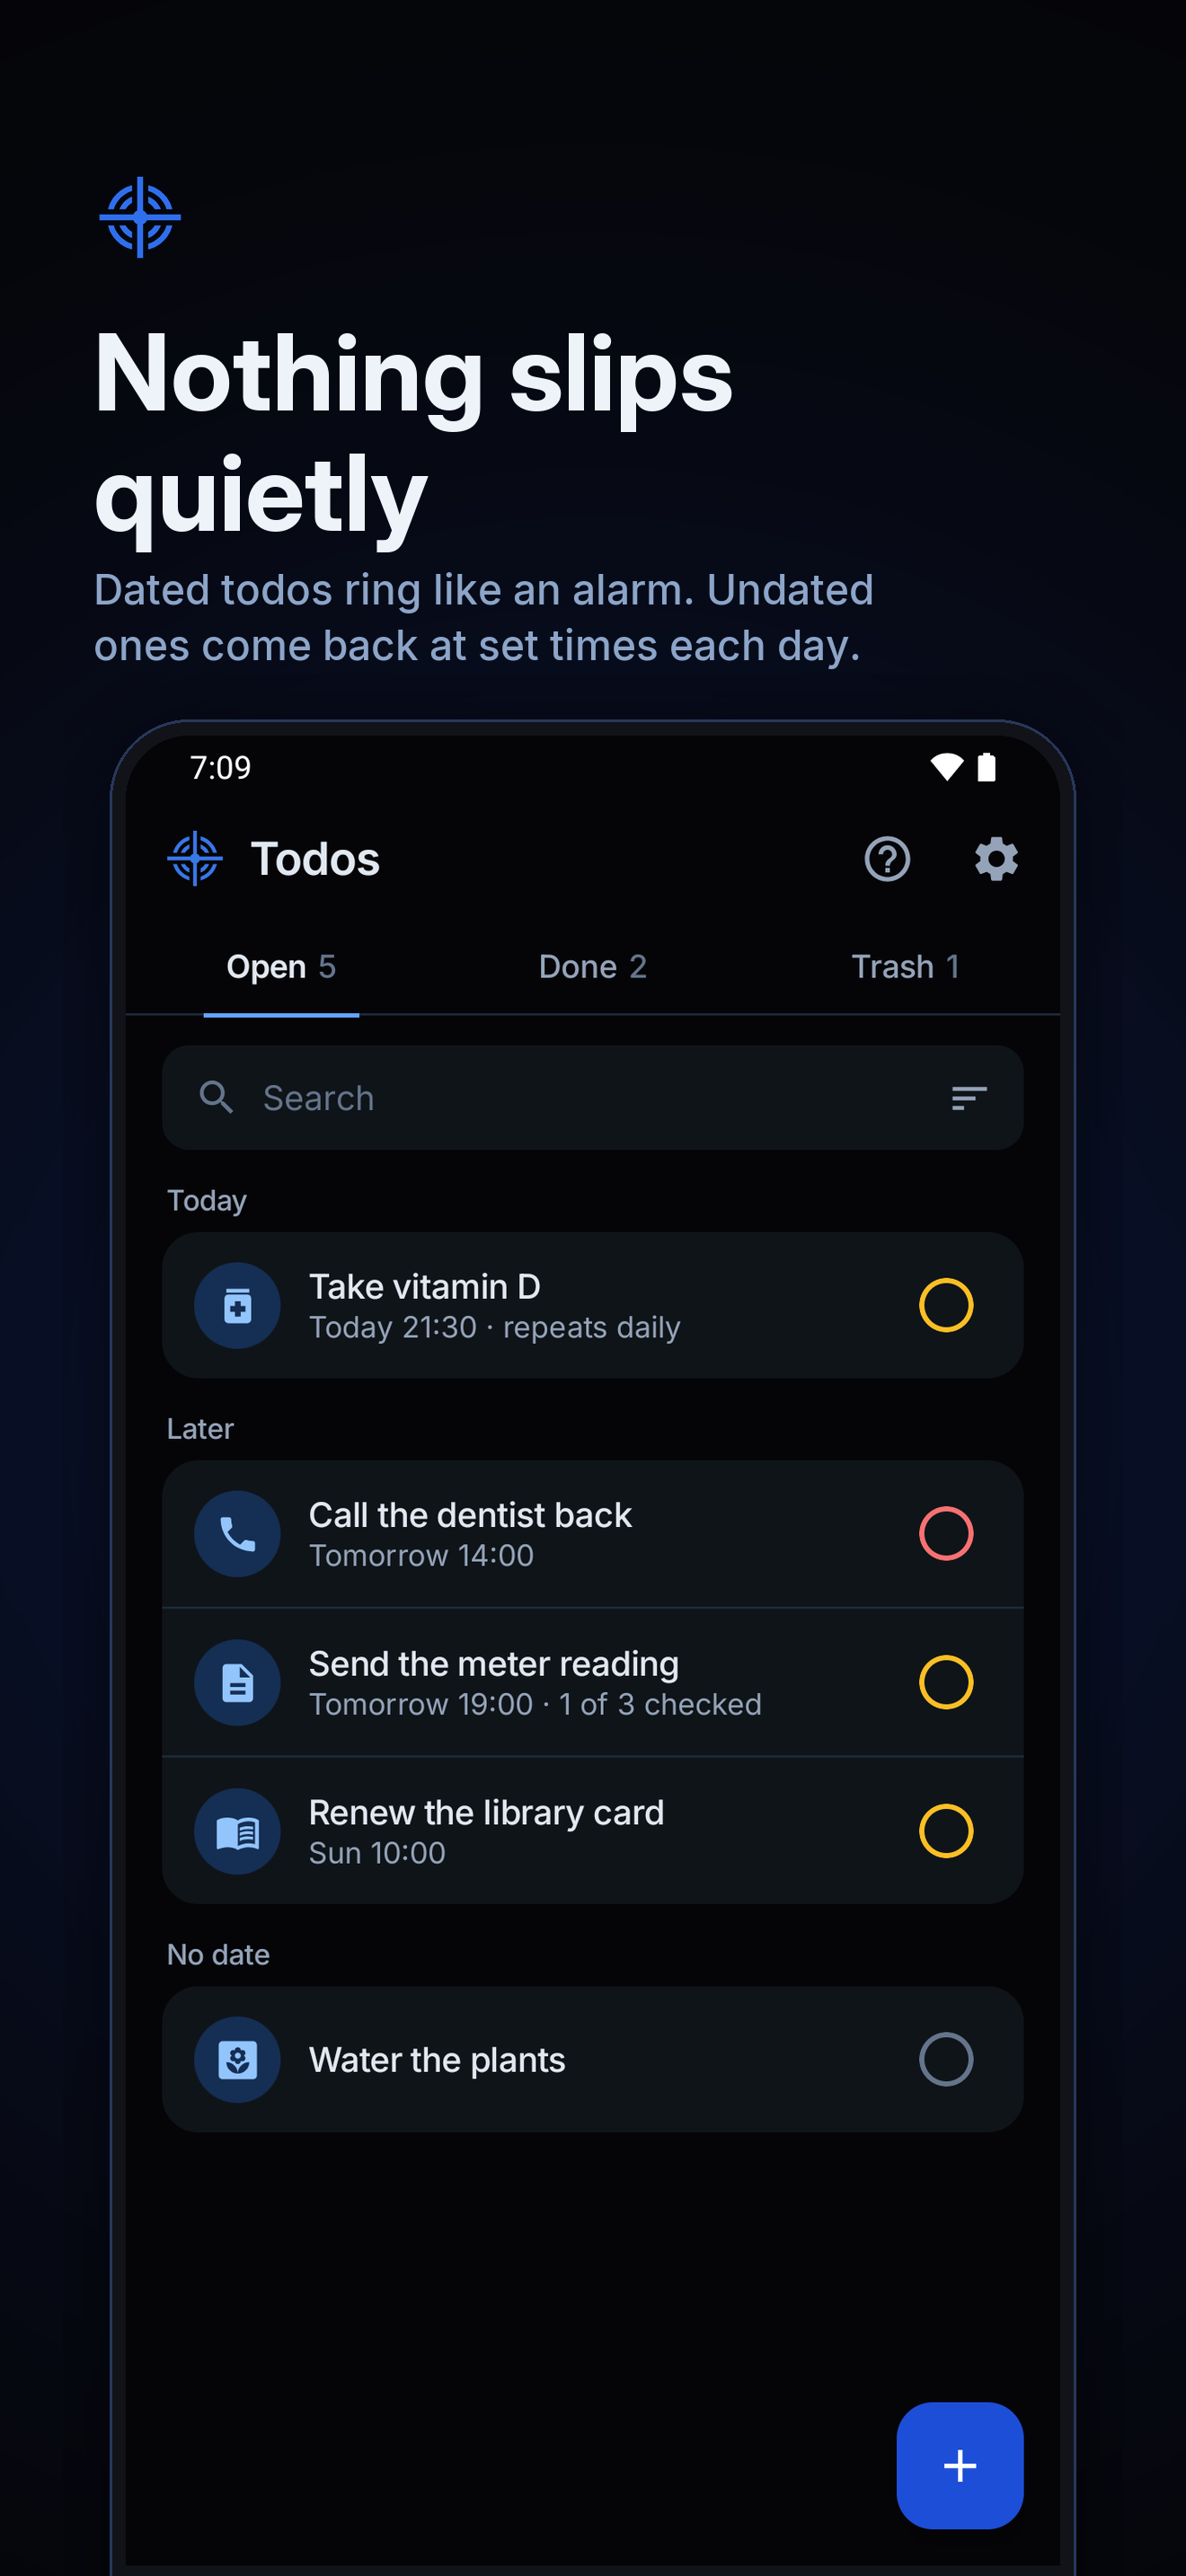 Nothing slips
quietly
Dated todos ring like an alarm. Undated
ones come back at set times each day.
7:09
Todos
Open 5
Done 2
Trash 1
Search
Today
Take vitamin D
Today 21:30 · repeats daily
Later
Call the dentist back
Tomorrow 14:00
Send the meter reading
Tomorrow 19:00 · 1 of 3 checked
Renew the library card
Sun 10:00
No date
Water the plants